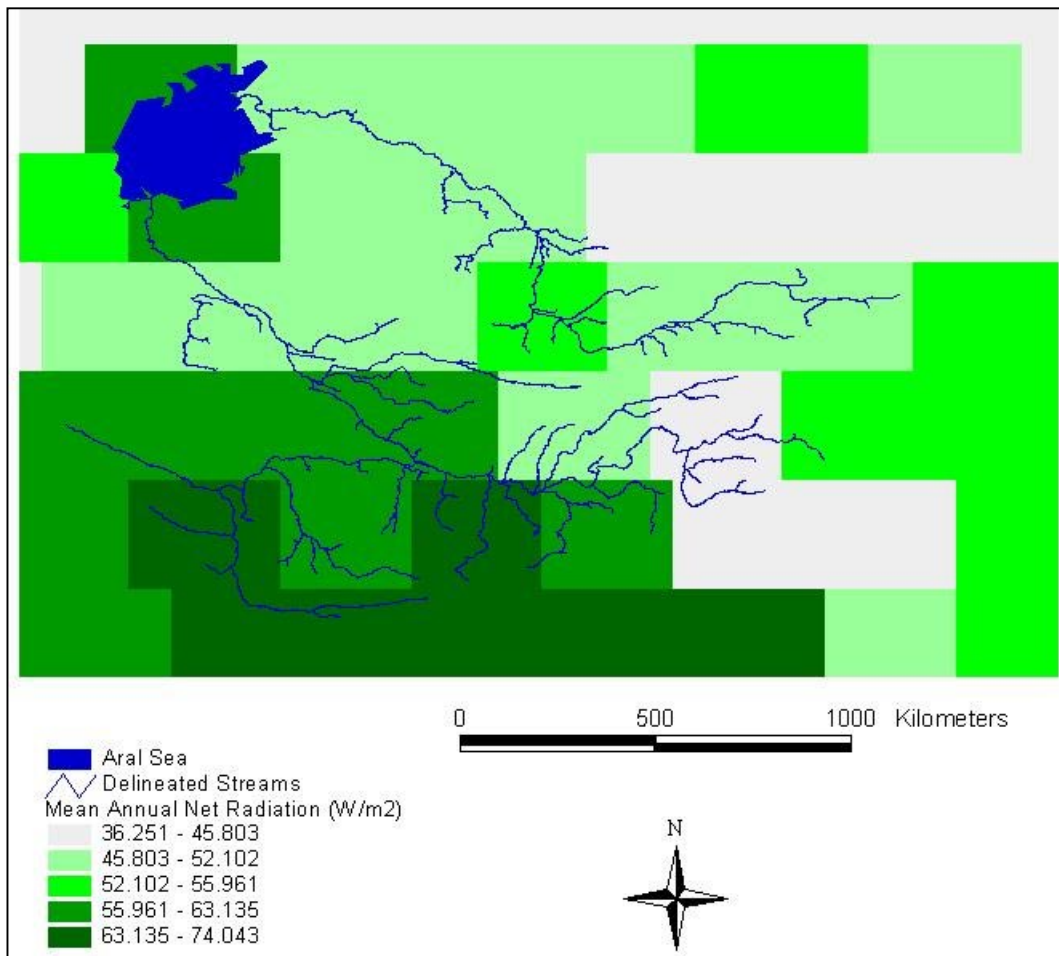 0 500 1000 Kilometers
Aral Sea
Delineated Streams
Mean Annual Net Radiation (W/m2)
36.251 - 45.803
45.803 - 52.102
52.102 - 55.961
55.961 - 63.135
63.135 - 74.043
N